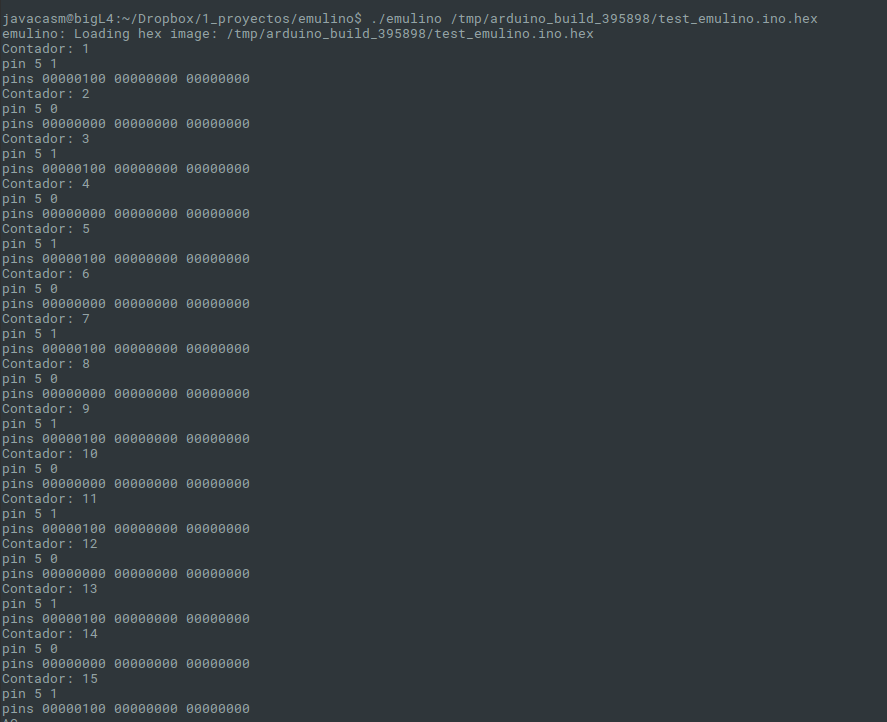 javacasm@bigL4:~/Dropbox/1_proyectos/emulino$ ./emulino /tmp/arduino_build_395898/test_emulino.ino.hex
emulino: Loading hex image: /tmp/arduino_build_395898/test_emulino.ino.hex
Contador: 1
pin 5 1
pins 00000100 00000000 00000000
Contador: 2
pin 5 0
pins 00000000 00000000 00000000
Contador: 3
pin 5 1
pins 00000100 00000000 00000000
Contador: 4
pin 5 0
pins 00000000 00000000 00000000
Contador: 5
pin 5 1
pins 00000100 00000000 00000000
Contador: 6
pin 5 0
pins 00000000 00000000 00000000
Contador: 7
pin 5 1
pins 00000100 00000000 00000000
Contador: 8
pin 5 0
pins 00000000 00000000 00000000
Contador: 9
pin 5 1
pins 00000100 00000000 00000000
Contador: 10
pin 5 0
pins 00000000 00000000 00000000
Contador: 11
pin 5 1
pins 00000100 00000000 00000000
Contador: 12
pin 5 0
pins 00000000 00000000 00000000
Contador: 13
pin 5 1
pins 00000100 00000000 00000000
Contador: 14
pin 5 0
pins 00000000 00000000 00000000
Contador: 15
pin 5 1
pins 00000100 00000000 00000000